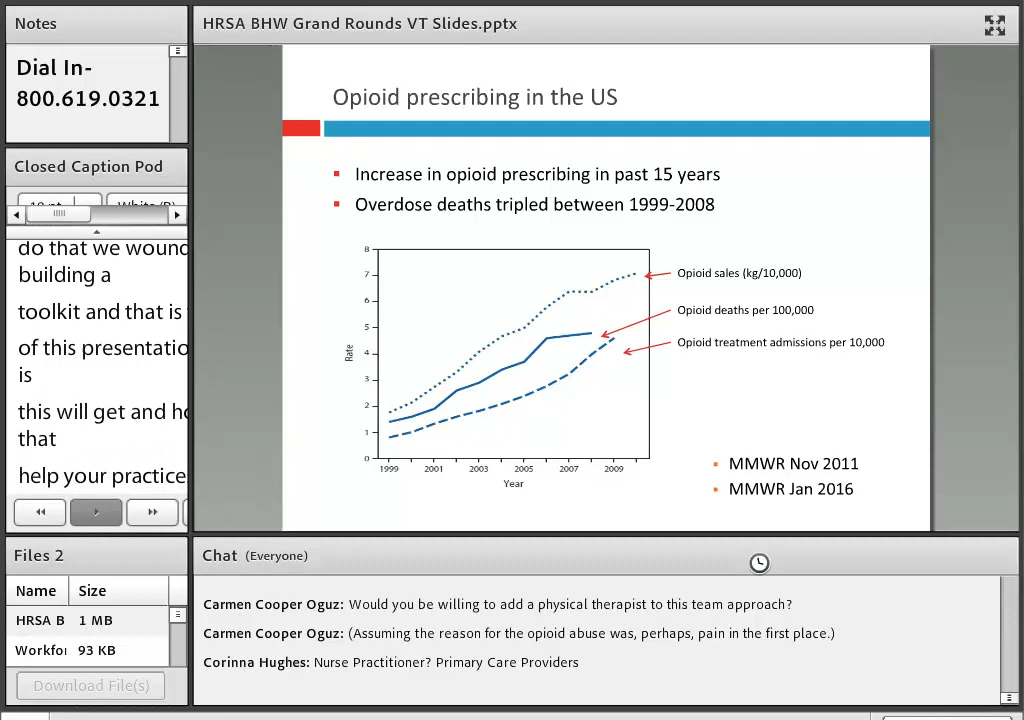 Notes
Dial In-
800.619.0321
Closed Caption Pod
do that we wound
building a
toolkit and that is
of this presentatio
is
this will get and ho
that
help your practice
Files 2
Name Size
HRSA B 1 MB
Workfo 93 KB
Download File(s)
HRSA BHW Grand Rounds VT Slides.pptx
Opioid prescribing in the US
Increase in opioid prescribing in past 15 years
Overdose deaths tripled between 1999-2008
8
7
6
5
4
3
2
1
0
Rate
1999 2001 2003 2005 2007 2009
Year
Opioid sales (kg/10,000)
Opioid deaths per 100,000
Opioid treatment admissions per 10,000
MMWR Nov 2011
MMWR Jan 2016
Chat (Everyone)
Carmen Cooper Oguz: Would you be willing to add a physical therapist to this team approach?
Carmen Cooper Oguz: (Assuming the reason for the opioid abuse was, perhaps, pain in the first place.)
Corinna Hughes: Nurse Practitioner? Primary Care Providers